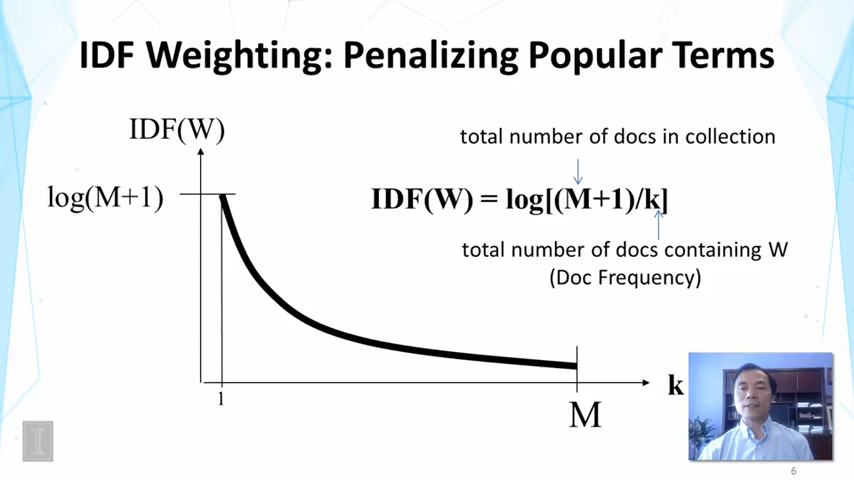 IDF Weighting: Penalizing Popular Terms
IDF(W)
total number of docs in collection
log(M+1)
IDF(W) = log[(M+1)/k]
total number of docs containing W
(Doc Frequency)
k
1
M
I
6